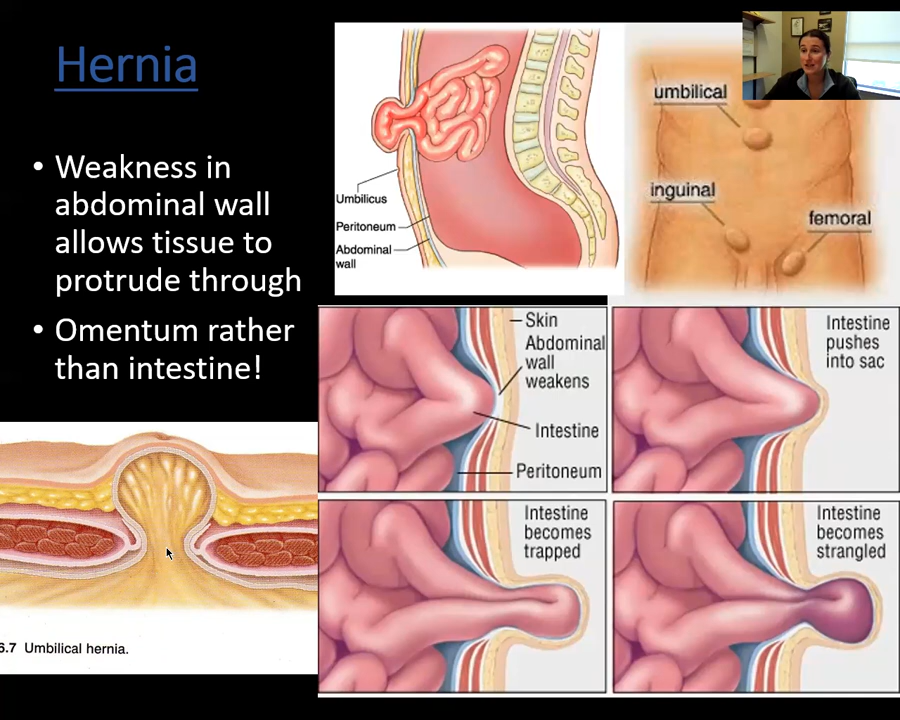 Hernia
• Weakness in
abdominal wall
allows tissue to
protrude through
• Omentum rather
than intestine!
Umbilicus
Peritoneum
Abdominal
wall
umbilical
inguinal
femoral
Skin
Abdominal
wall
weakens
Intestine
Peritoneum
Intestine
pushes
into sac
Intestine
becomes
trapped
Intestine
becomes
strangled
6.7 Umbilical hernia.